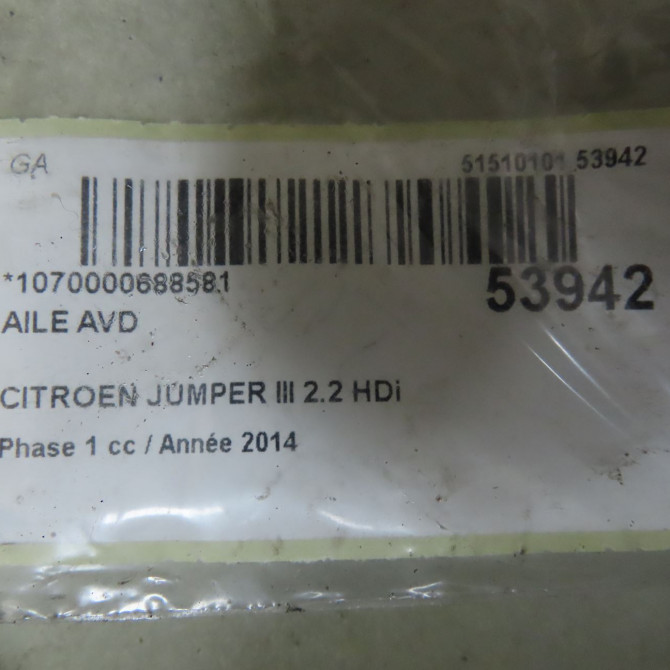 GA
51510101 53942
*1070000688581
53942
AILE AVD
CITROEN JUMPER III 2.2 HDi
Phase 1 cc / Année 2014